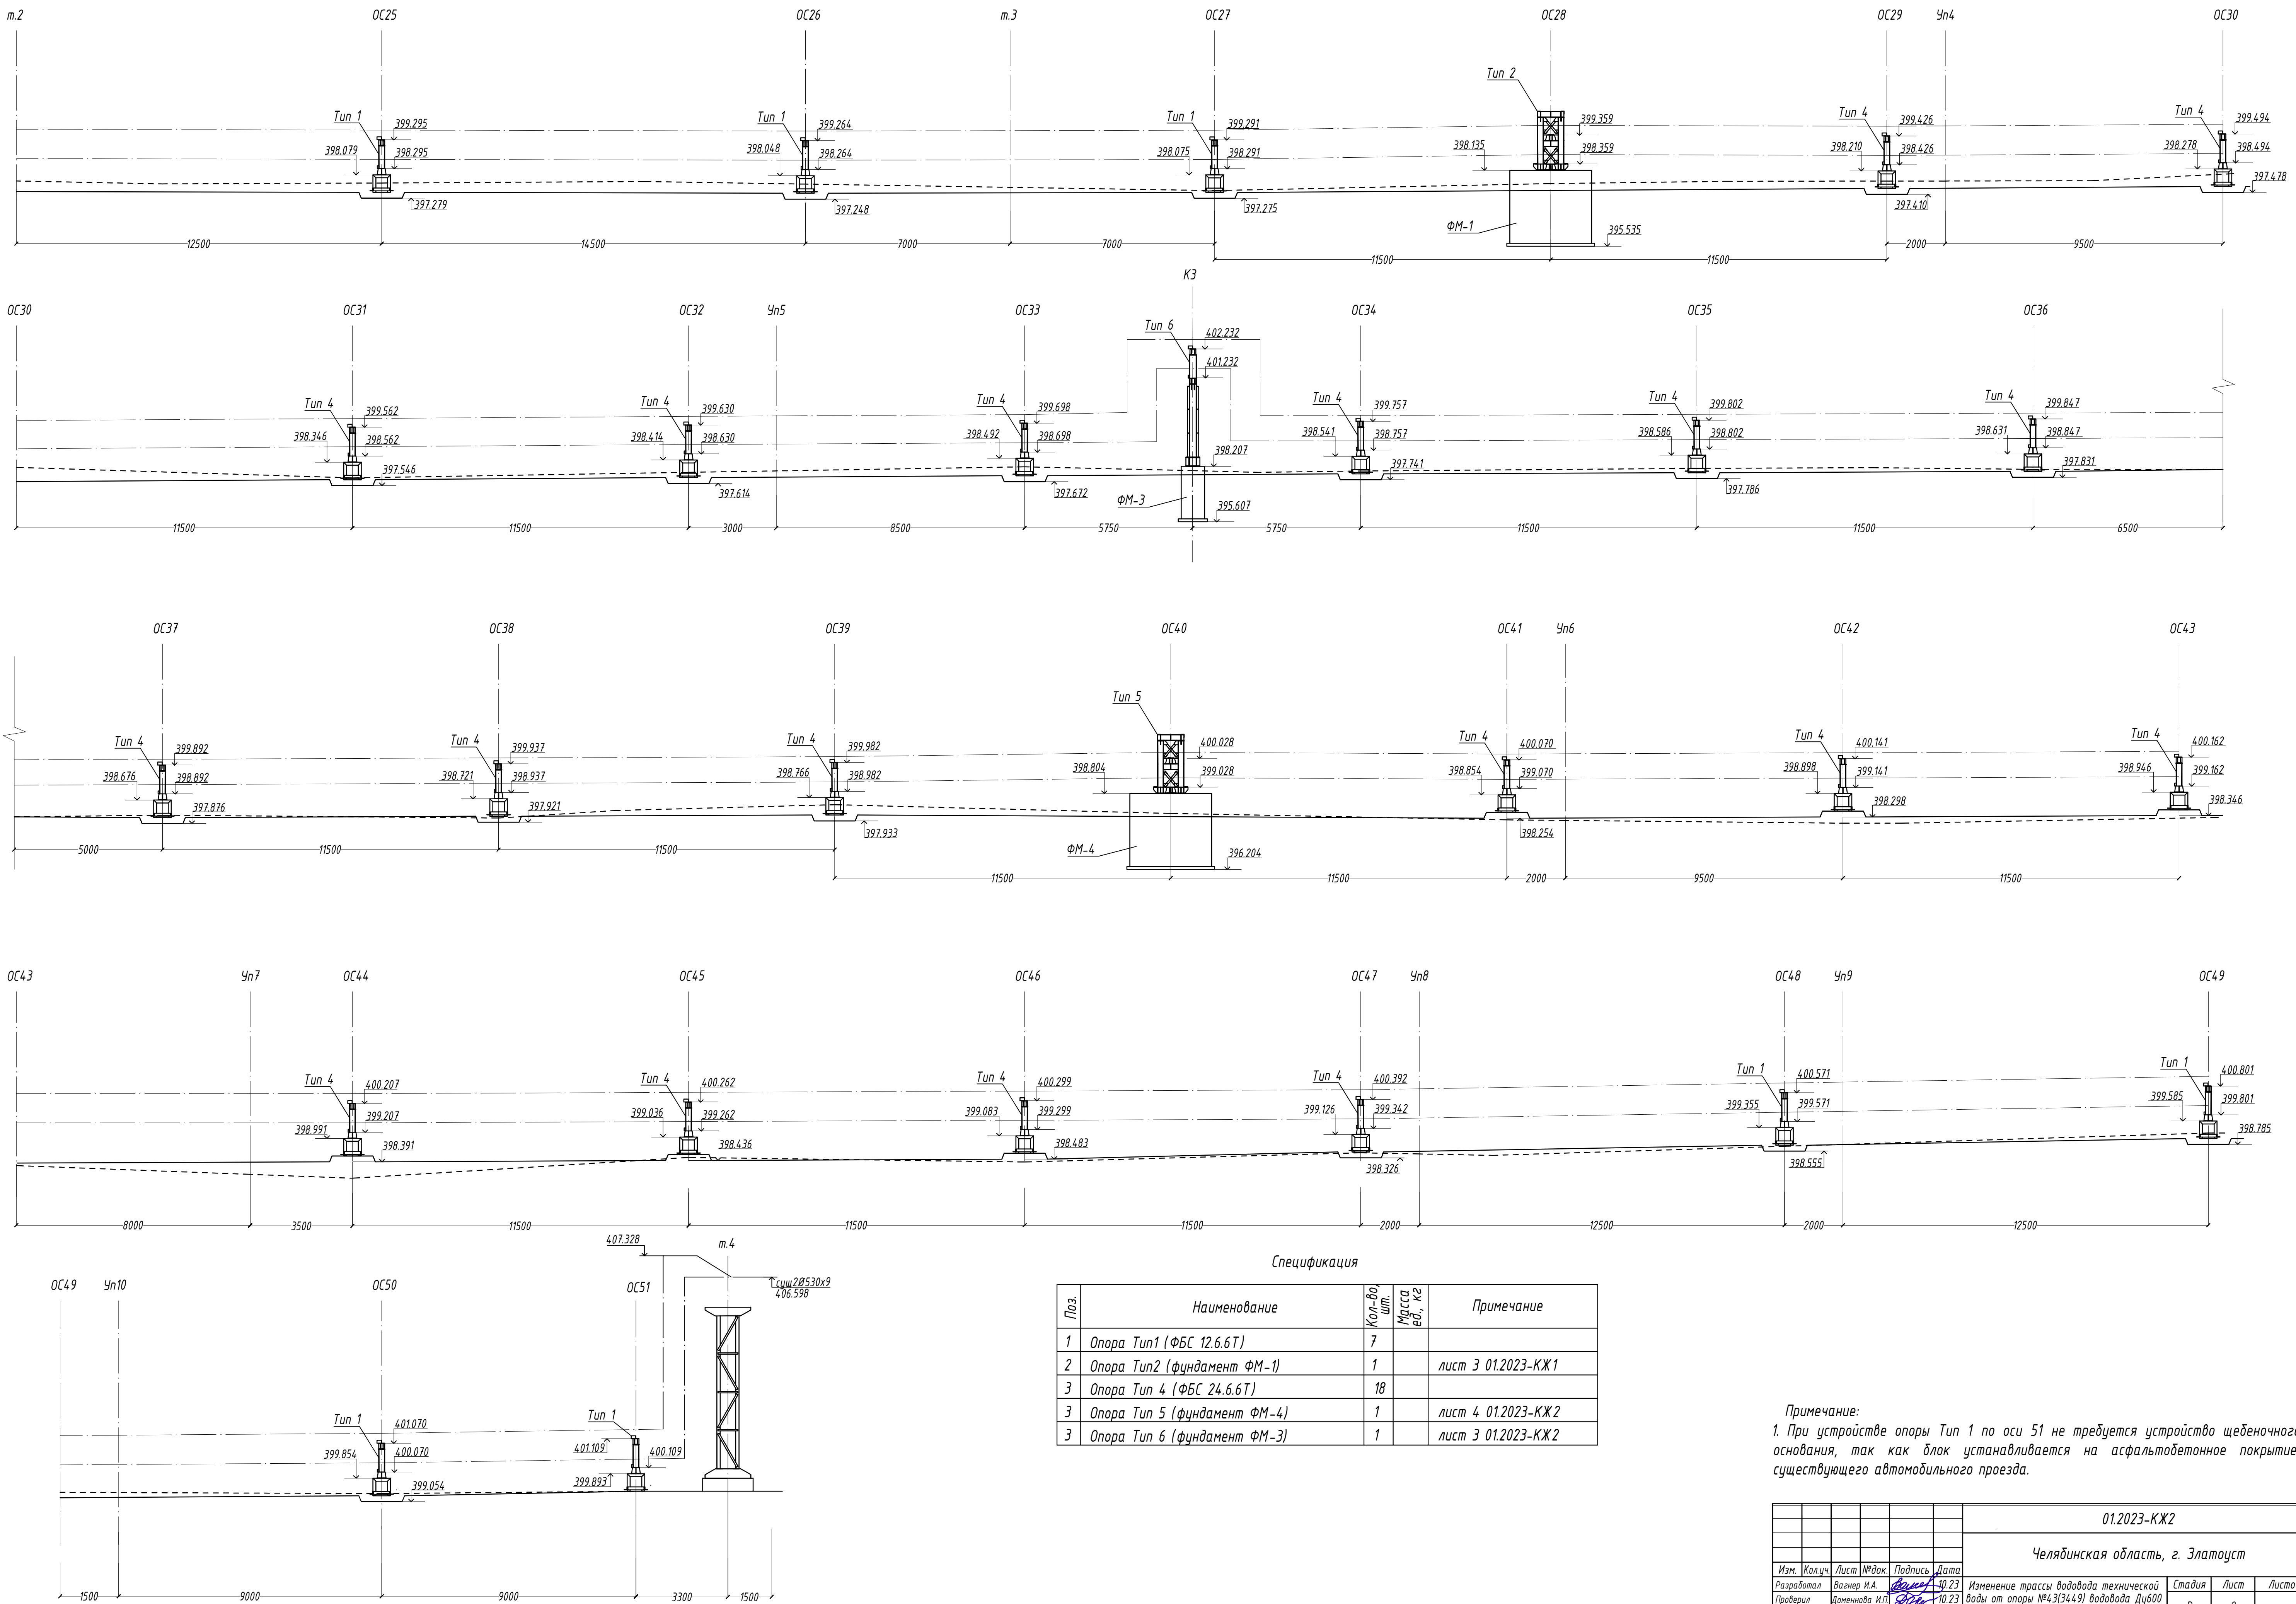 т.2 ОС25 ОС26 т.3 ОС27 ОС28 ОС29 Уп4 ОС30
Тип 1 399.295 398.079 398.295 397.279
Тип 1 399.264 398.048 398.264 397.248
Тип 1 399.291 398.075 398.291 397.275
Тип 2 399.359 398.135 398.359 ФМ-1 395.535
Тип 4 399.426 398.210 398.426 397.410
Тип 4 399.494 398.278 398.494 397.478
12500 14500 7000 7000 11500 11500 2000 9500
К3
ОС30 ОС31 ОС32 Уп5 ОС33 ОС34 ОС35 ОС36
Тип 4 399.562 398.346 398.562 397.546
Тип 4 399.630 398.414 398.630 397.614
Тип 4 399.698 398.492 398.698 397.672
Тип 6 402.232 401.232 398.207 ФМ-3 395.607
Тип 4 399.757 398.541 398.757 397.741
Тип 4 399.802 398.586 398.802 397.786
Тип 4 399.847 398.631 398.847 397.831
11500 11500 3000 8500 5750 5750 11500 11500 6500
ОС37 ОС38 ОС39 ОС40 ОС41 Уп6 ОС42 ОС43
Тип 4 399.892 398.676 398.892 397.876
Тип 4 399.937 398.721 398.937 397.921
Тип 4 399.982 398.766 398.982 397.933
Тип 5 400.028 398.804 399.028 ФМ-4 396.204
Тип 4 400.070 398.854 399.070 398.254
Тип 4 400.141 398.898 399.141 398.298
Тип 4 400.162 398.946 399.162 398.346
5000 11500 11500 11500 11500 2000 9500 11500
ОС43 Уп7 ОС44 ОС45 ОС46 ОС47 Уп8 ОС48 Уп9 ОС49
Тип 4 400.207 399.207 398.991 398.391
Тип 4 400.262 399.036 399.262 398.436
Тип 4 400.299 399.083 399.299 398.483
Тип 4 400.392 399.126 399.342 398.326
Тип 1 400.571 399.355 399.571 398.555
Тип 1 400.801 399.585 399.801 398.785
8000 3500 11500 11500 11500 2000 12500 2000 12500
ОС49 Уп10 ОС50 ОС51 т.4
407.328
сущ2Ø530х9
406.598
Тип 1 401.070 399.854 400.070 399.054
Тип 1 401.109 400.109 399.893
1500 9000 9000 3300 1500
Спецификация
Поз. Наименование Кол-во, шт. Масса ед., кг Примечание
1 Опора Тип1 (ФБС 12.6.6Т) 7
2 Опора Тип2 (фундамент ФМ-1) 1 лист 3 01.2023-КЖ1
3 Опора Тип 4 (ФБС 24.6.6Т) 18
3 Опора Тип 5 (фундамент ФМ-4) 1 лист 4 01.2023-КЖ2
3 Опора Тип 6 (фундамент ФМ-3) 1 лист 3 01.2023-КЖ2
Примечание:
1. При устройстве опоры Тип 1 по оси 51 не требуется устройство щебеночного
основания, так как блок устанавливается на асфальтобетонное покрытие
существующего автомобильного проезда.
01.2023-КЖ2
Челябинская область, г. Златоуст
Изм. Кол.уч. Лист №док. Подпись Дата
Разработал Вагнер И.А. 10.23
Проверил Доменнова И.П. 10.23
Изменение трассы водовода технической
воды от опоры №43(3449) водовода Ду600
Стадия Лист